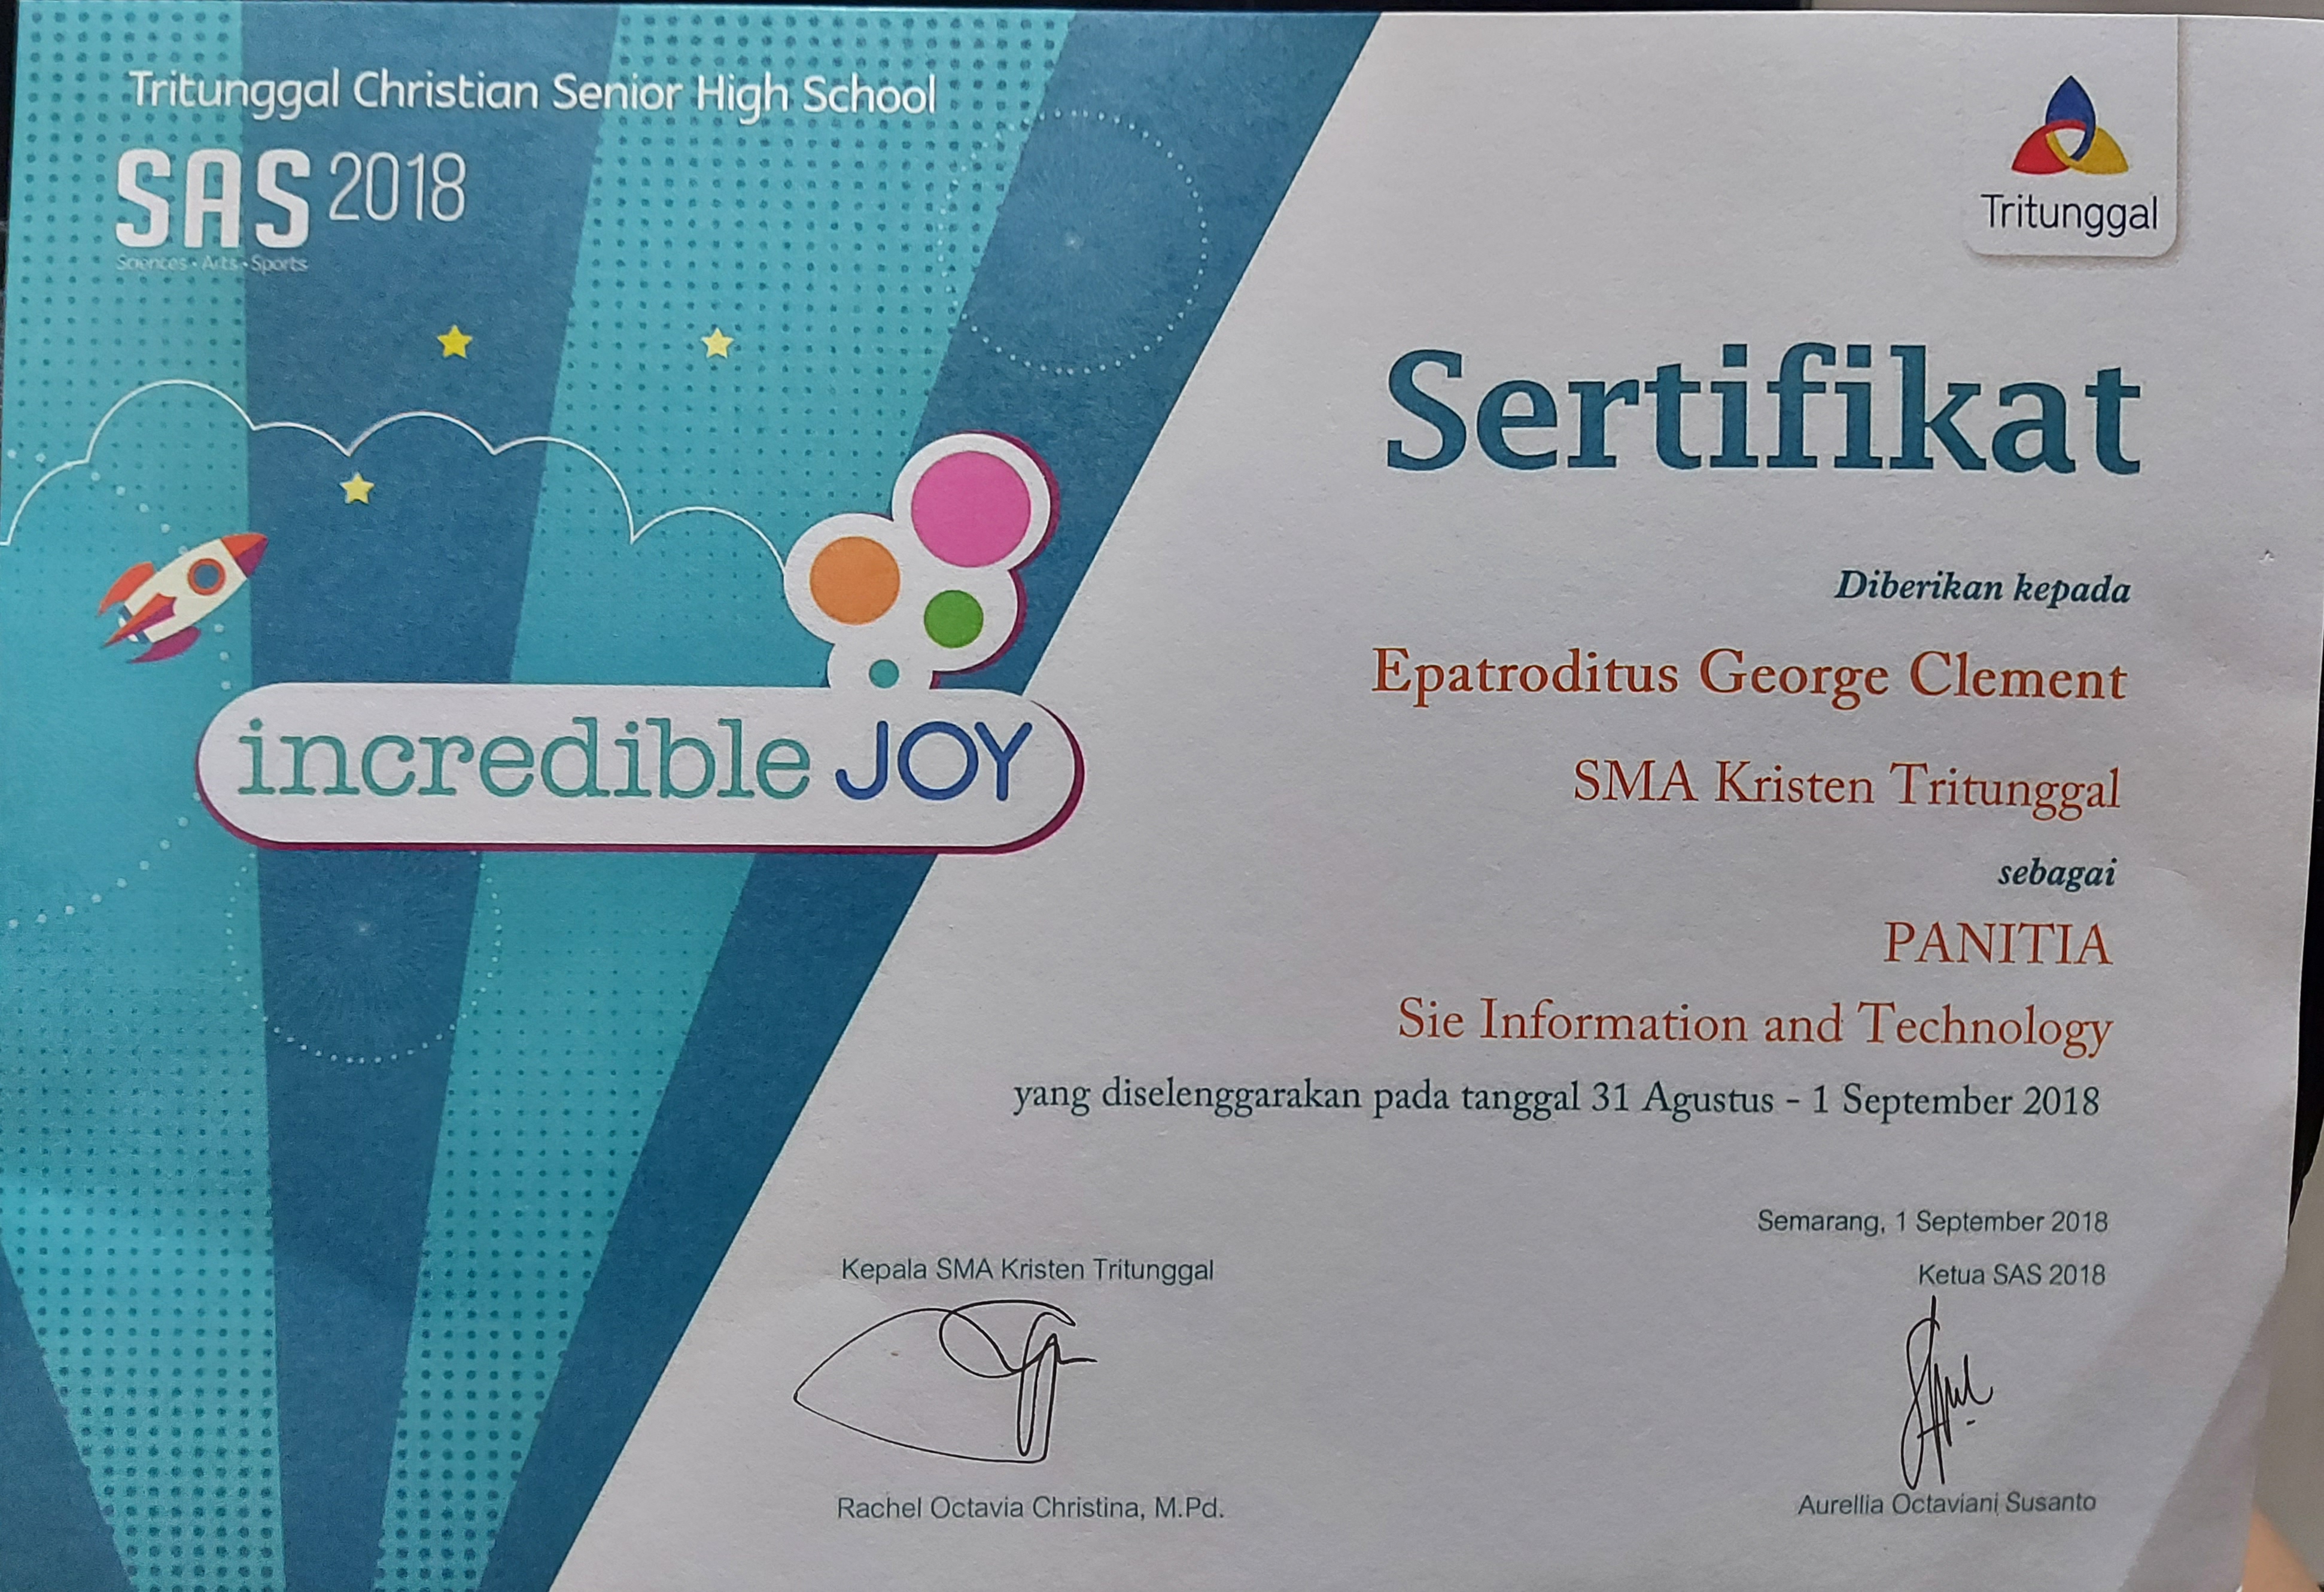 Tritunggal Christian Senior High School
SAS 2018
Sciences • Arts • Sports
incredible JOY
Tritunggal
Sertifikat
Diberikan kepada
Epatroditus George Clement
SMA Kristen Tritunggal
sebagai
PANITIA
Sie Information and Technology
yang diselenggarakan pada tanggal 31 Agustus - 1 September 2018
Semarang, 1 September 2018
Kepala SMA Kristen Tritunggal
Ketua SAS 2018
Rachel Octavia Christina, M.Pd.
Aurellia Octaviani Susanto